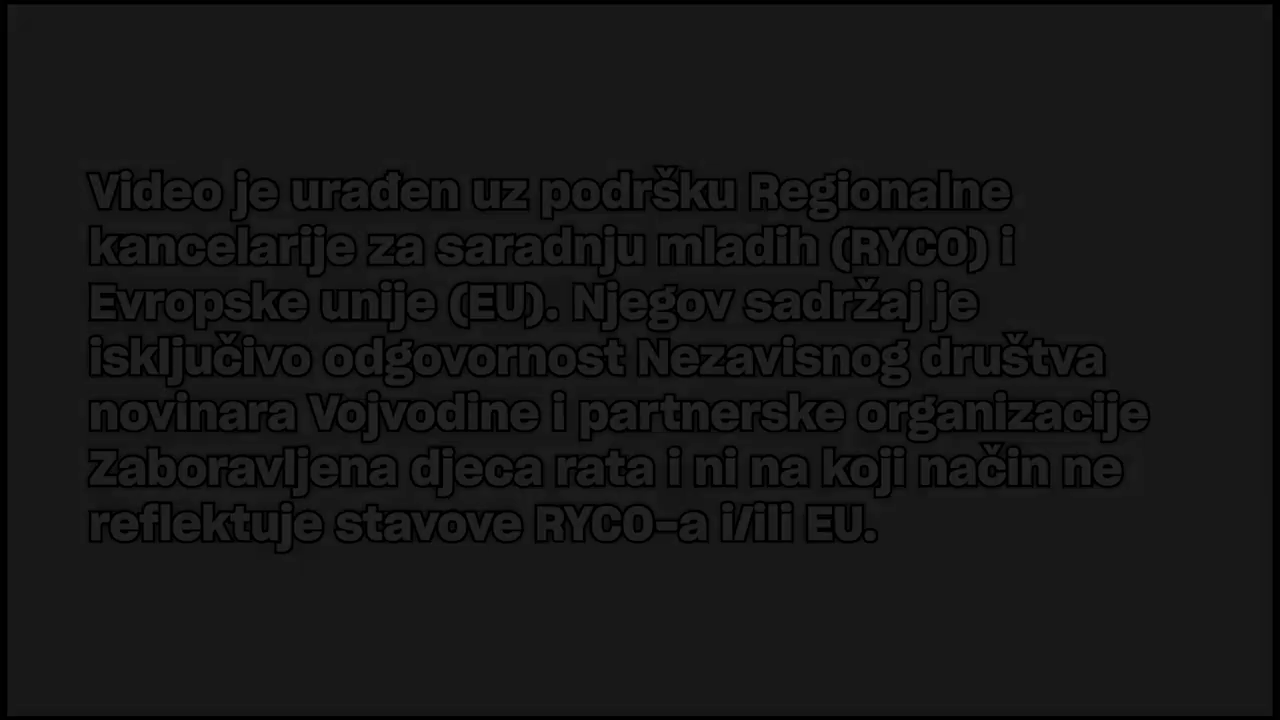 Video je urađen uz podršku Regionalne
kancelarije za saradnju mladih (RYCO) i
Evropske unije (EU). Njegov sadržaj je
isključivo odgovornost Nezavisnog društva
novinara Vojvodine i partnerske organizacije
Zaboravljena djeca rata i ni na koji način ne
reflektuje stavove RYCO-a i/ili EU.